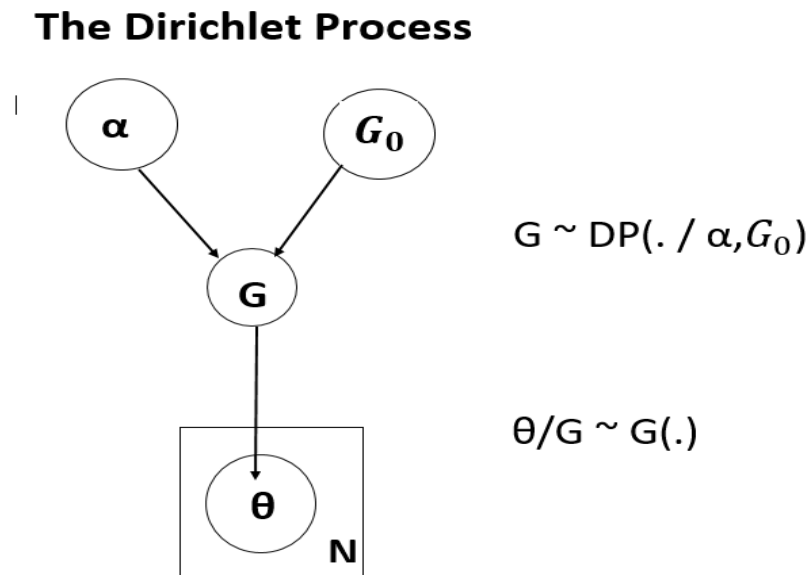 The Dirichlet Process
α
G₀
G ~ DP(. / α,G₀)
G
θ/G ~ G(.)
θ
N